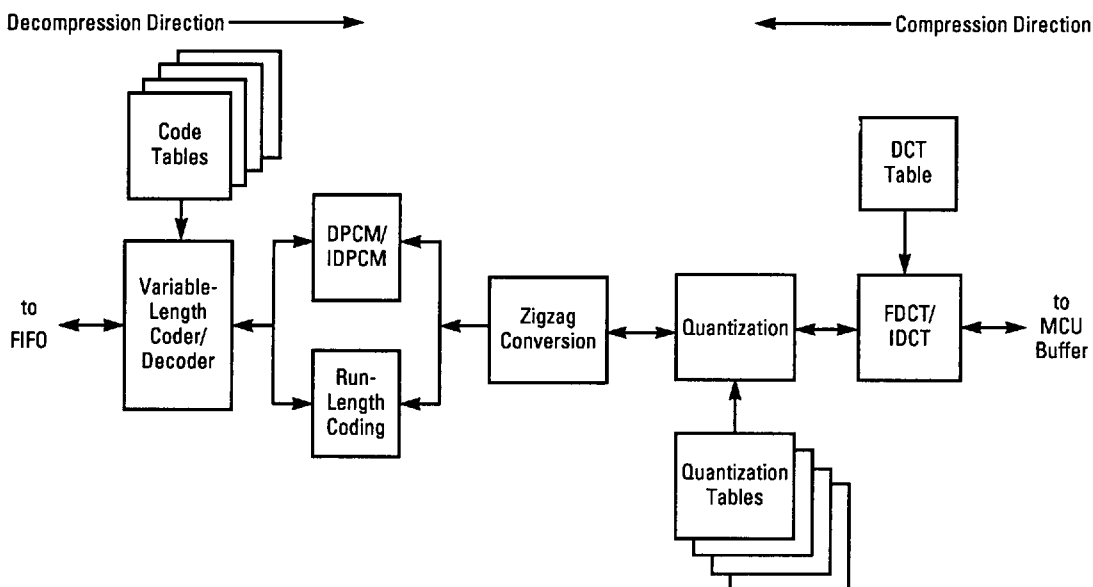 Decompression Direction
Compression Direction
Code
Tables
DCT
Table
DPCM/
IDPCM
Variable-
Length
Coder/
Decoder
to
FIFO
Zigzag
Conversion
Quantization
FDCT/
IDCT
to
MCU
Buffer
Run-
Length
Coding
Quantization
Tables